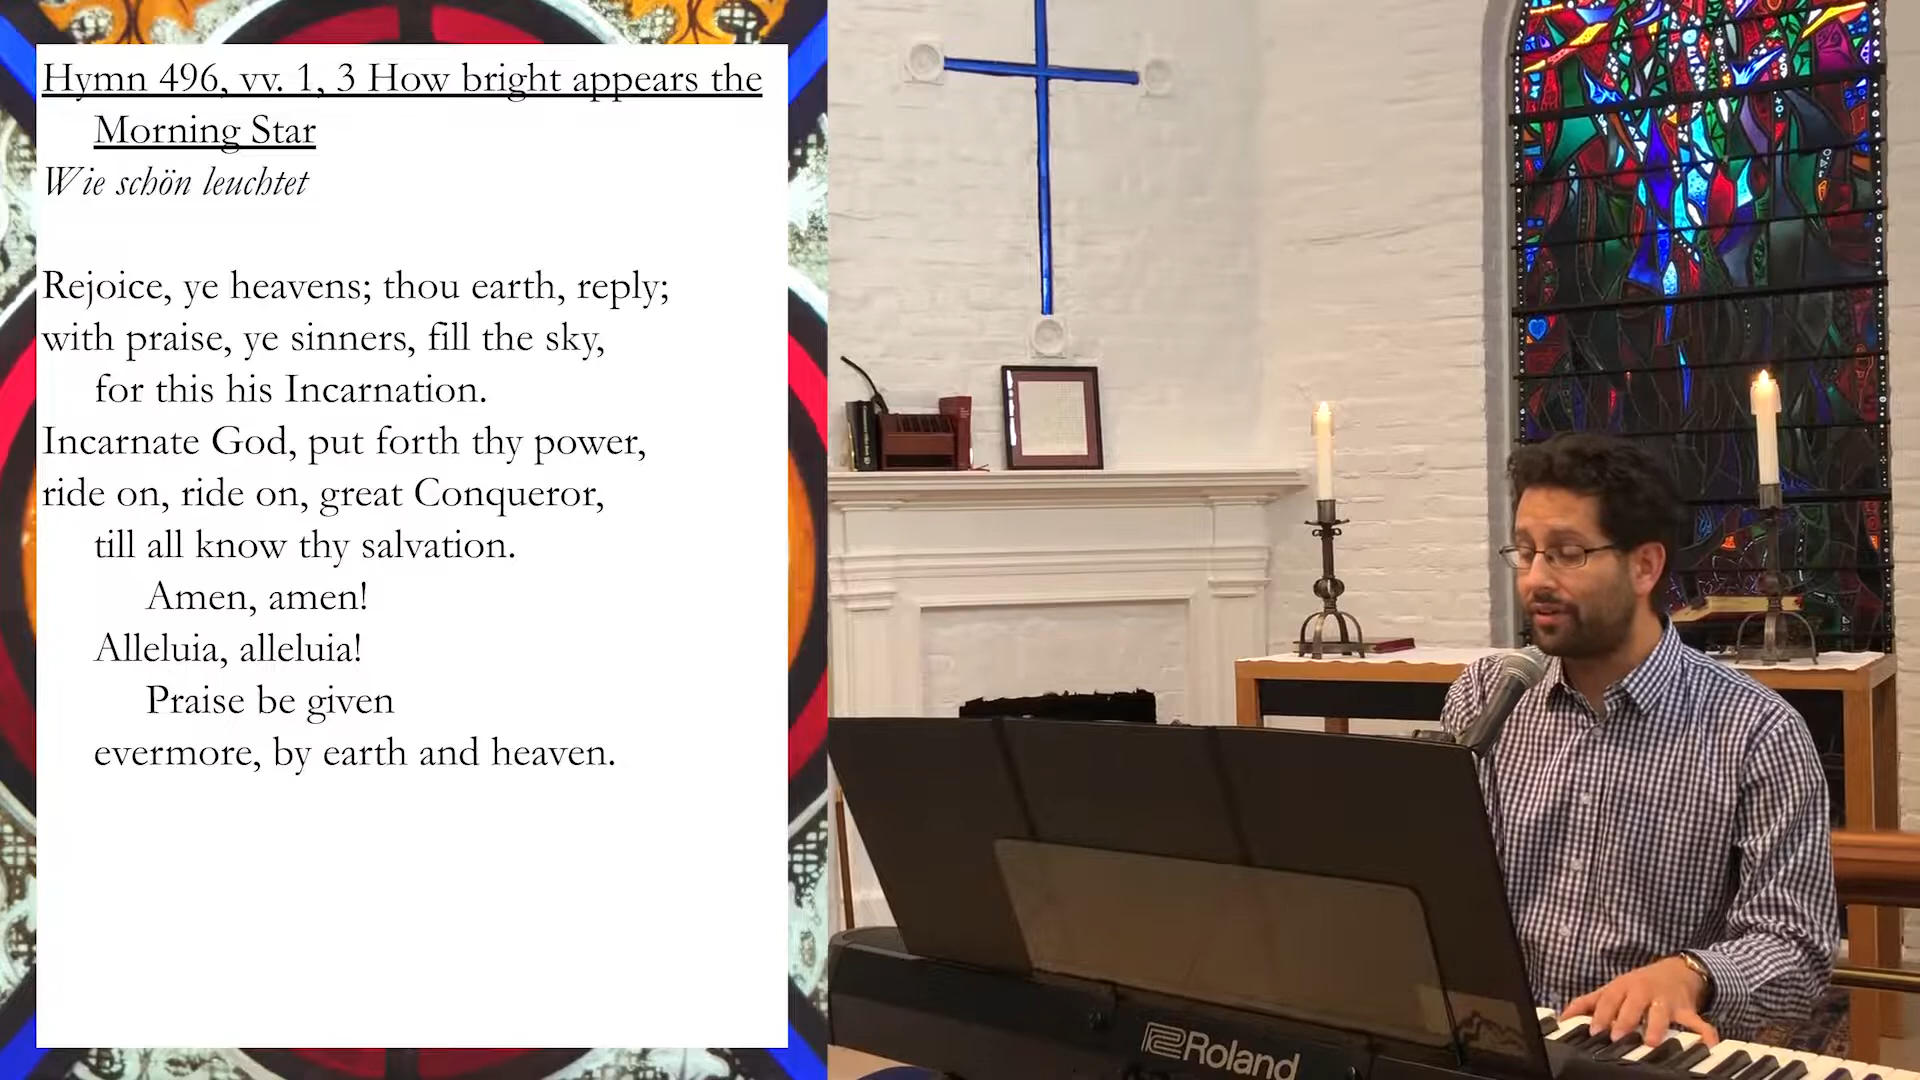 Hymn 496, vv. 1, 3 How bright appears the
Morning Star
Wie schön leuchtet
Rejoice, ye heavens; thou earth, reply;
with praise, ye sinners, fill the sky,
for this his Incarnation.
Incarnate God, put forth thy power,
ride on, ride on, great Conqueror,
till all know thy salvation.
Amen, amen!
Alleluia, alleluia!
Praise be given
evermore, by earth and heaven.
Roland